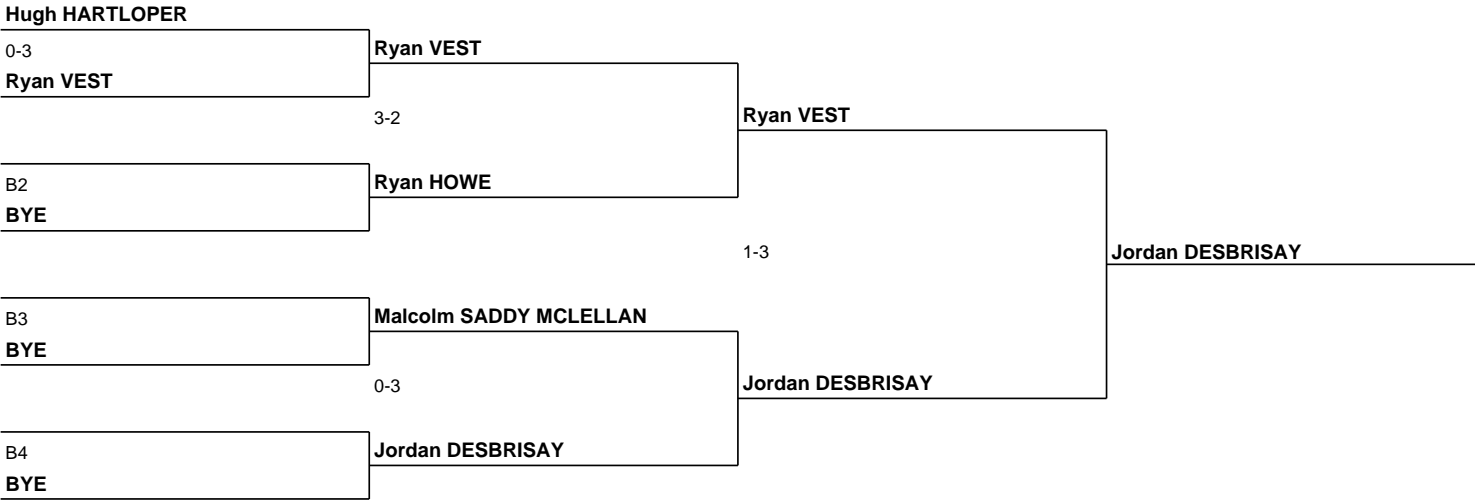 Hugh HARTLOPER
0-3
Ryan VEST
Ryan VEST
3-2
Ryan VEST
B2
Ryan HOWE
BYE
1-3
Jordan DESBRISAY
B3
Malcolm SADDY MCLELLAN
BYE
0-3
Jordan DESBRISAY
B4
Jordan DESBRISAY
BYE